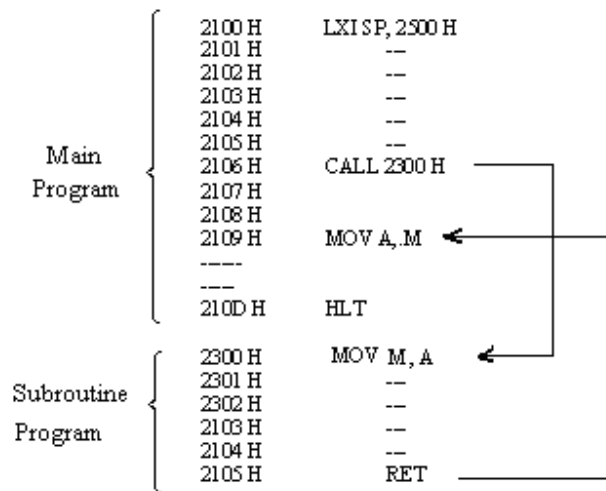 2100 H LXI SP, 2500 H
2101 H ---
2102 H ---
2103 H ---
2104 H ---
2105 H ---
Main Program
2106 H CALL 2300 H
2107 H
2108 H
2109 H MOV A, .M
------
-----
210D H HLT
2300 H MOV M, A
2301 H ---
Subroutine Program
2302 H ---
2103 H ---
2104 H ---
2105 H RET